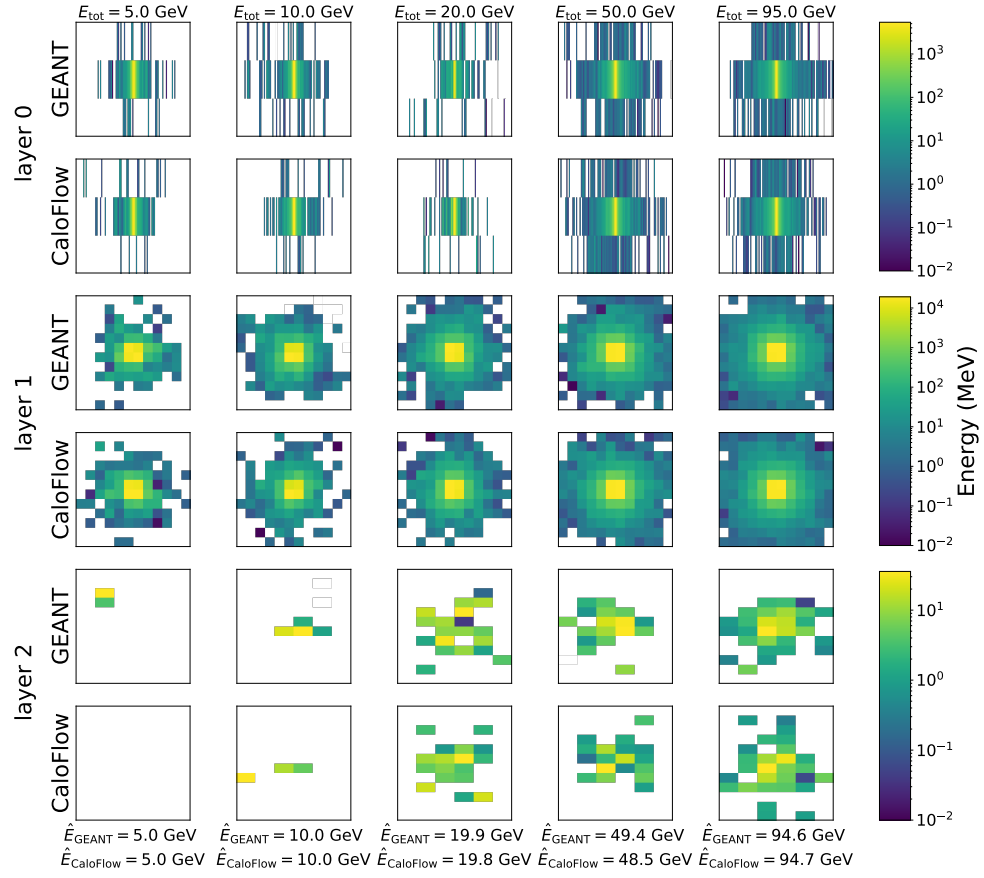 E_tot = 5.0 GeV E_tot = 10.0 GeV E_tot = 20.0 GeV E_tot = 50.0 GeV E_tot = 95.0 GeV
layer 0
GEANT
CaloFlow
10^3
10^2
10^1
10^0
10^−1
10^−2
layer 1
GEANT
CaloFlow
10^4
10^3
10^2
10^1
10^0
10^−1
10^−2
Energy (MeV)
layer 2
GEANT
CaloFlow
10^1
10^0
10^−1
10^−2
Ê_GEANT = 5.0 GeV Ê_GEANT = 10.0 GeV Ê_GEANT = 19.9 GeV Ê_GEANT = 49.4 GeV Ê_GEANT = 94.6 GeV
Ê_CaloFlow = 5.0 GeV Ê_CaloFlow = 10.0 GeV Ê_CaloFlow = 19.8 GeV Ê_CaloFlow = 48.5 GeV Ê_CaloFlow = 94.7 GeV